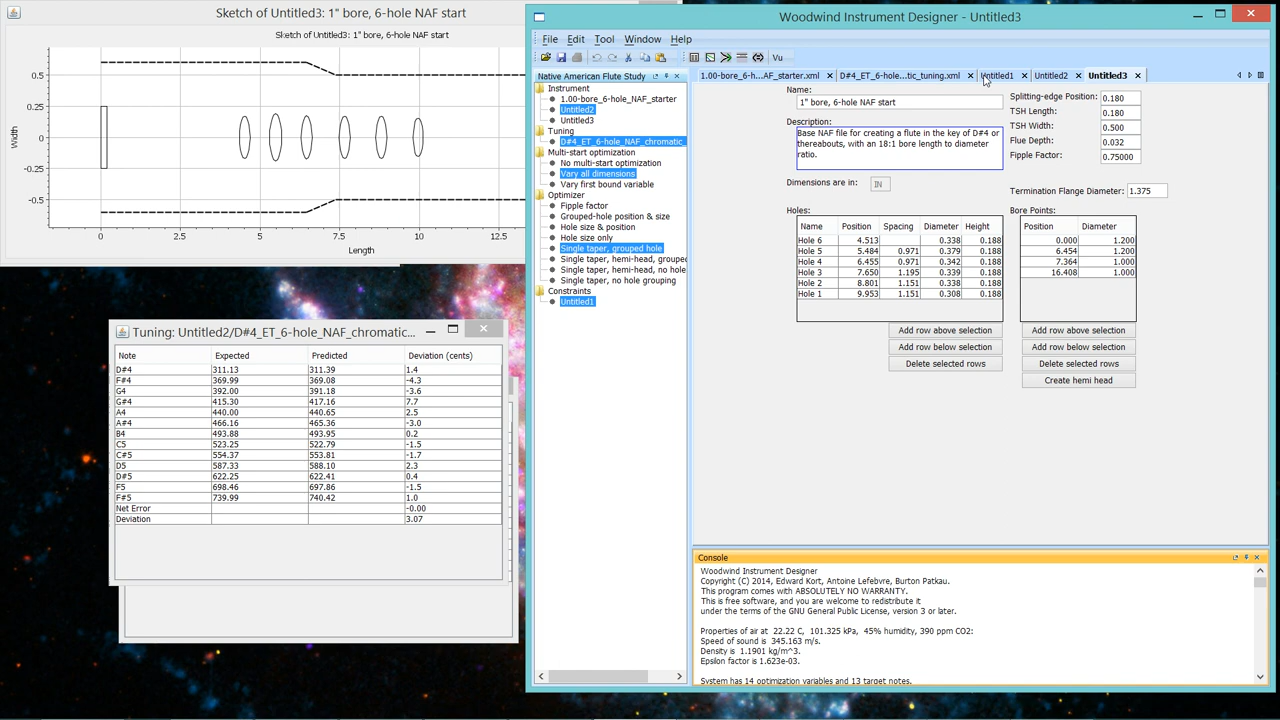 Sketch of Untitled3: 1" bore, 6-hole NAF start
Sketch of Untitled3: 1" bore, 6-hole NAF start
0.5
0.25
0
-0.25
-0.5
Width
0
2.5
5
7.5
10
12.5
Length
Tuning: Untitled2/D#4_ET_6-hole_NAF_chromatic...
Note Expected Predicted Deviation (cents)
D#4 311.13 311.39 1.4
F#4 369.99 369.08 -4.3
G4 392.00 391.18 -3.6
G#4 415.30 417.16 7.7
A4 440.00 440.65 2.5
A#4 466.16 465.36 -3.0
B4 493.88 493.95 0.2
C5 523.25 522.79 -1.5
C#5 554.37 553.81 -1.7
D5 587.33 588.10 2.3
D#5 622.25 622.41 0.4
F5 698.46 697.86 -1.5
F#5 739.99 740.42 1.0
Net Error -0.00
Deviation 3.07
Woodwind Instrument Designer - Untitled3
File Edit Tool Window Help
Vu
Native American Flute Study
Instrument
1.00-bore_6-hole_NAF_starter
Untitled2
Untitled3
Tuning
D#4_ET_6-hole_NAF_chromatic_
Multi-start optimization
No multi-start optimization
Vary all dimensions
Vary first bound variable
Optimizer
Fipple factor
Grouped-hole position & size
Hole size & position
Hole size only
Single taper, grouped hole
Single taper, hemi-head, groupe
Single taper, hemi-head, no hole
Single taper, no hole grouping
Constraints
Untitled1
1.00-bore_6-h...AF_starter.xml D#4_ET_6-hole...tic_tuning.xml Untitled1 Untitled2 Untitled3
Name:
1" bore, 6-hole NAF start
Description:
Base NAF file for creating a flute in the key of D#4 or
thereabouts, with an 18:1 bore length to diameter
ratio.
Dimensions are in: IN
Splitting-edge Position: 0.180
TSH Length: 0.180
TSH Width: 0.500
Flue Depth: 0.032
Fipple Factor: 0.75000
Termination Flange Diameter: 1.375
Holes:
Name Position Spacing Diameter Height
Hole 6 4.513 0.338 0.188
Hole 5 5.484 0.971 0.379 0.188
Hole 4 6.455 0.971 0.342 0.188
Hole 3 7.650 1.195 0.339 0.188
Hole 2 8.801 1.151 0.338 0.188
Hole 1 9.953 1.151 0.308 0.188
Add row above selection
Add row below selection
Delete selected rows
Bore Points:
Position Diameter
0.000 1.200
6.454 1.200
7.364 1.000
16.408 1.000
Add row above selection
Add row below selection
Delete selected rows
Create hemi head
Console
Woodwind Instrument Designer
Copyright (C) 2014, Edward Kort, Antoine Lefebvre, Burton Patkau.
This program comes with ABSOLUTELY NO WARRANTY.
This is free software, and you are welcome to redistribute it
under the terms of the GNU General Public License, version 3 or later.
Properties of air at 22.22 C, 101.325 kPa, 45% humidity, 390 ppm CO2:
Speed of sound is 345.163 m/s.
Density is 1.1901 kg/m^3.
Epsilon factor is 1.623e-03.
System has 14 optimization variables and 13 target notes.